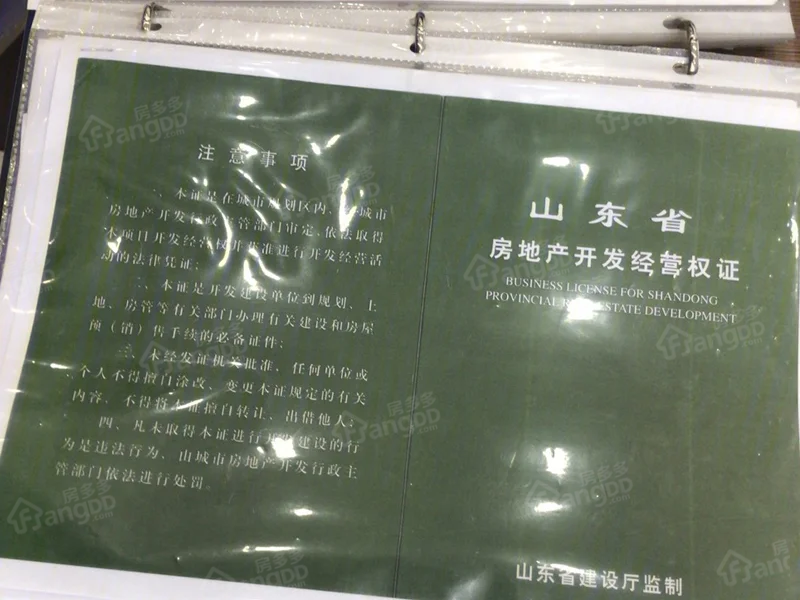 注意事项
一、本证是在城市规划区内，城市
房地产开发行政主管部门审定，依法取得
本项目开发经营权并获准进行开发经营活
动的法律凭证；
二、本证是开发建设单位到规划、土
地、房管等有关部门办理有关建设和房屋
预（销）售手续的必备证件；
三、未经发证机关批准，任何单位或
个人不得擅自涂改、变更本证规定的有关
内容，不得将本证擅自转让、出借他人；
四、凡未取得本证进行开发建设的行
为是违法行为，由城市房地产开发行政主
管部门依法进行处罚。
山东省
房地产开发经营权证
BUSINESS LICENSE FOR SHANDONG
PROVINCIAL REAL ESTATE DEVELOPMENT
山东省建设厅监制
房多多
Fangdd.com